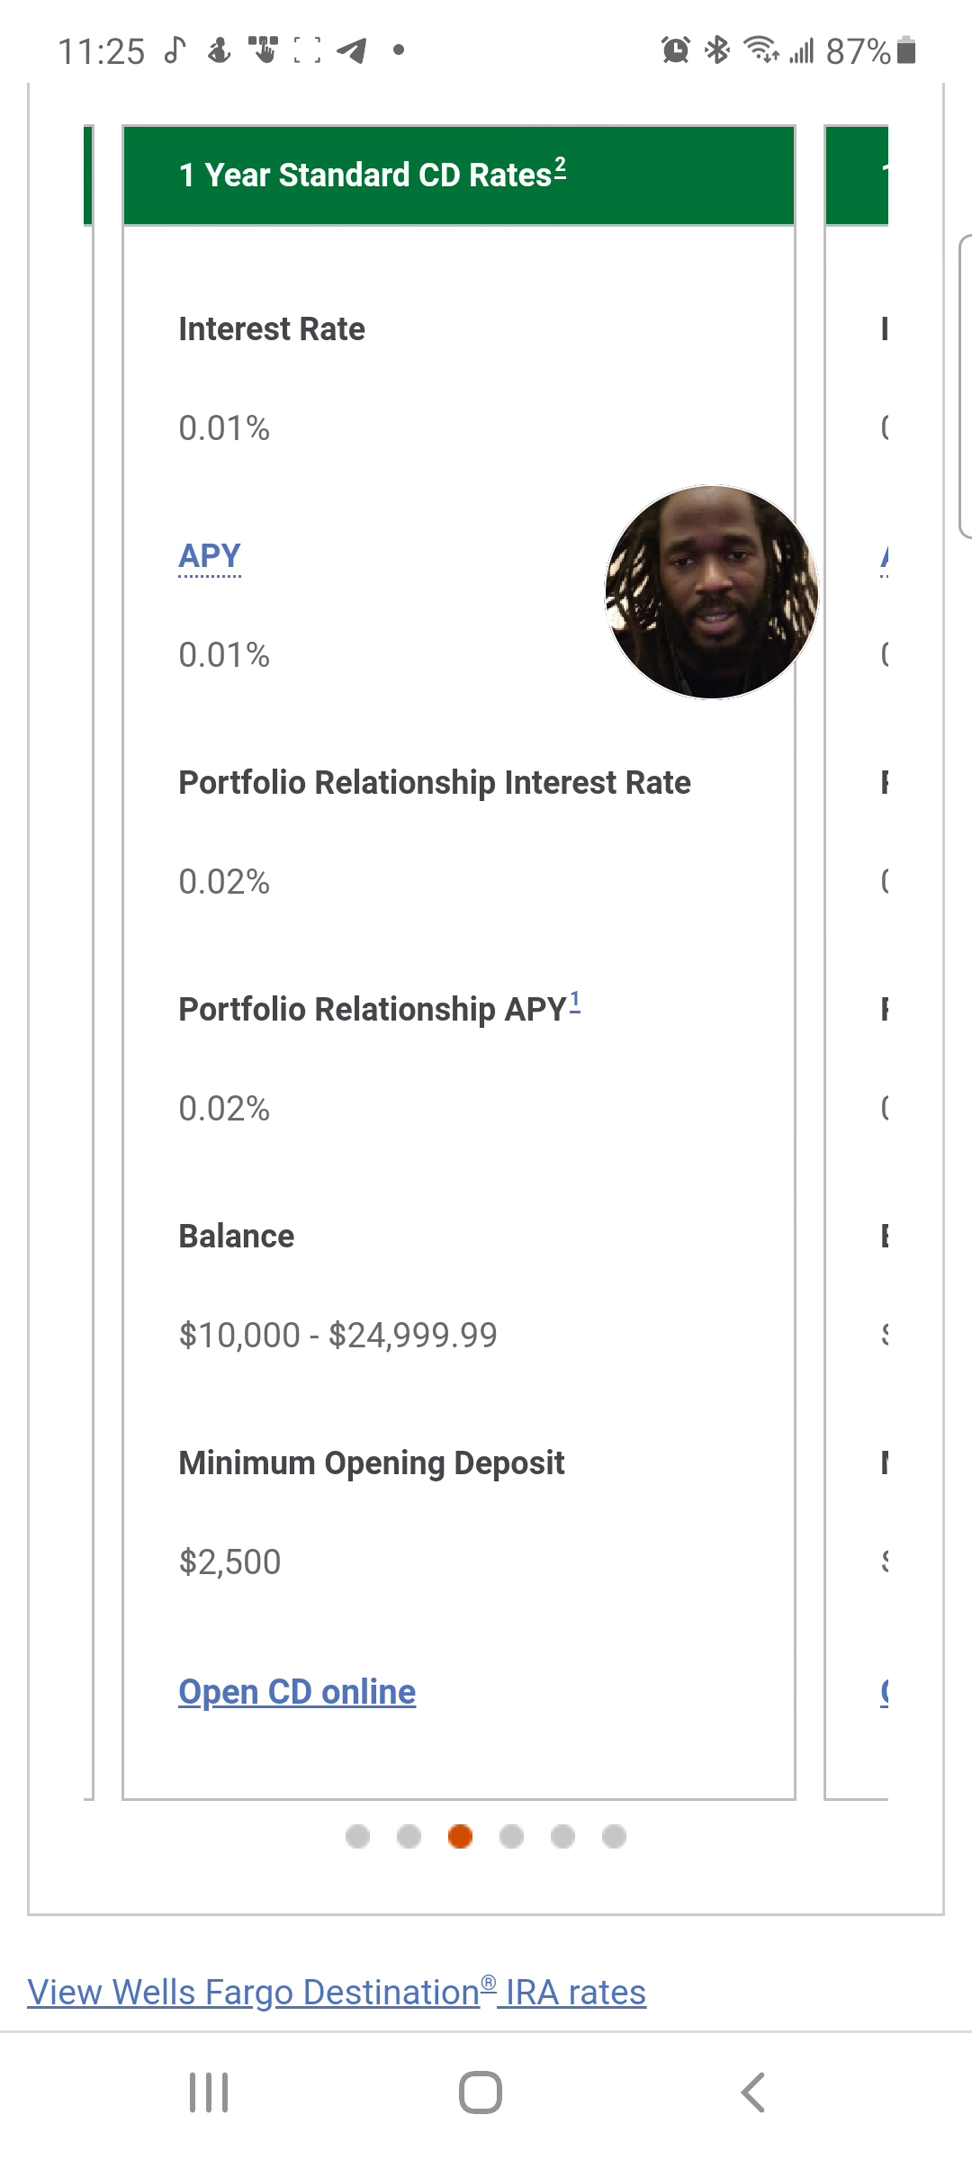 11:25
87%
1 Year Standard CD Rates2
Interest Rate
0.01%
APY
0.01%
Portfolio Relationship Interest Rate
0.02%
Portfolio Relationship APY1
0.02%
Balance
$10,000 - $24,999.99
Minimum Opening Deposit
$2,500
Open CD online
View Wells Fargo Destination® IRA rates